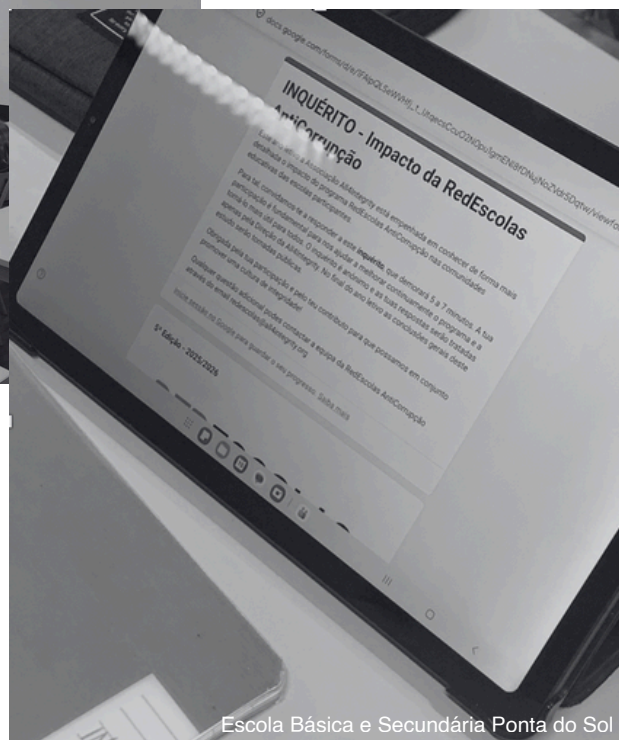 docs.google.com/forms/d/e/
INQUÉRITO - Impacto da RedEscolas
AntiCorrupção
Associação All4Integrity está empenhada em conhecer de forma mais
detalhada o impacto do programa RedEscolas AntiCorrupção nas comunidades
educativas das escolas participantes.
Para tal, convidamos-te a responder a este inquérito, que demorará 5 a 7 minutos. A tua
participação é fundamental para nos ajudar a melhorar continuamente o programa e a
torná-lo mais útil para todos. O inquérito é anónimo e as tuas respostas serão tratadas
apenas pela Direção da All4Integrity. No final do ano letivo as conclusões gerais deste
estudo serão tornadas públicas.
Obrigada pela tua participação e pelo teu contributo para que possamos em conjunto
promover uma cultura de integridade!
Qualquer questão adicional podes contactar a equipa da RedEscolas AntiCorrupção
através do email redescolas@all4integrity.org
Inicie sessão no Google para guardar o seu progresso. Saiba mais
5ª Edição - 2025/2026
Escola Básica e Secundária Ponta do Sol